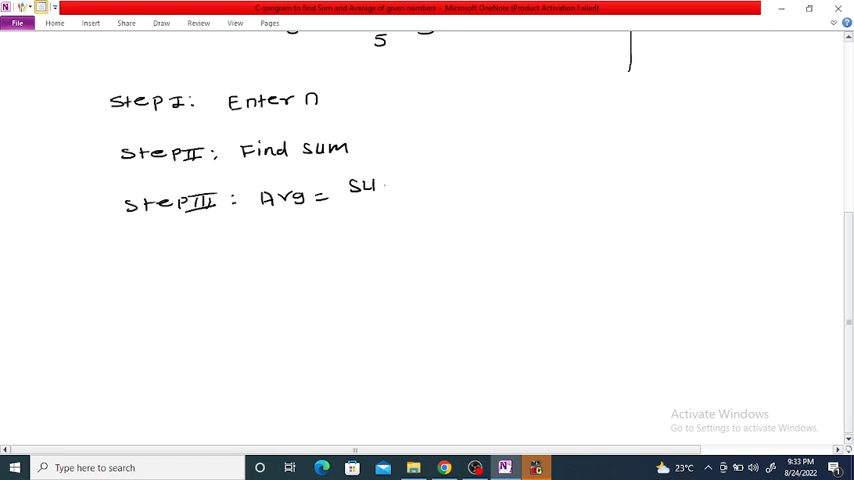 C-program to find Sum and Average of given numbers - Microsoft OneNote (Product Activation Failed)
File Home Insert Share Draw Review View Pages
5
Step I: Enter n
Step II: Find sum
Step III: Avg = su
Activate Windows
Go to Settings to activate Windows.
Type here to search
23°C
9:33 PM
8/24/2022